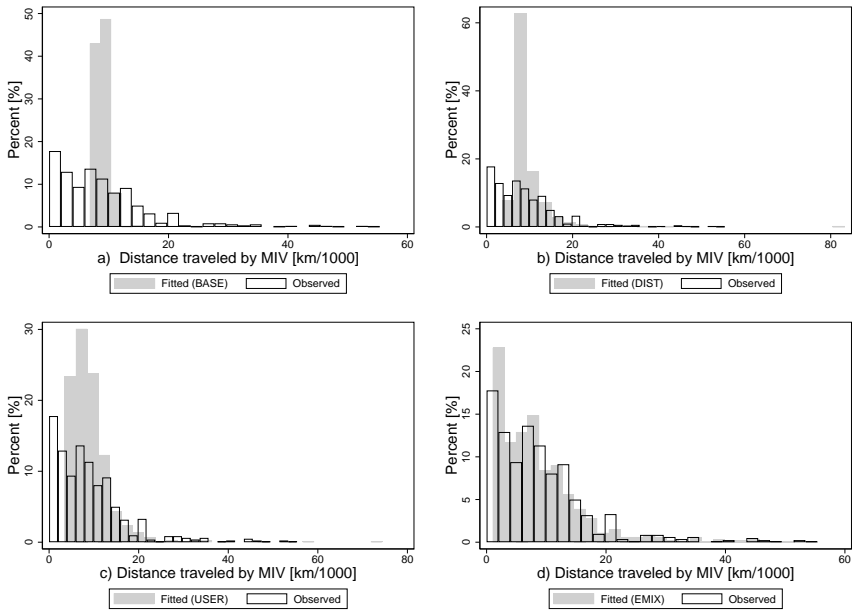 Percent [%]
50
40
30
20
10
0
0 20 40 60
a) Distance traveled by MIV [km/1000]
Fitted (BASE) Observed
Percent [%]
60
40
20
0
0 20 40 60 80
b) Distance traveled by MIV [km/1000]
Fitted (DIST) Observed
Percent [%]
30
20
10
0
0 20 40 60 80
c) Distance traveled by MIV [km/1000]
Fitted (USER) Observed
Percent [%]
25
20
15
10
5
0
0 20 40 60
d) Distance traveled by MIV [km/1000]
Fitted (EMIX) Observed